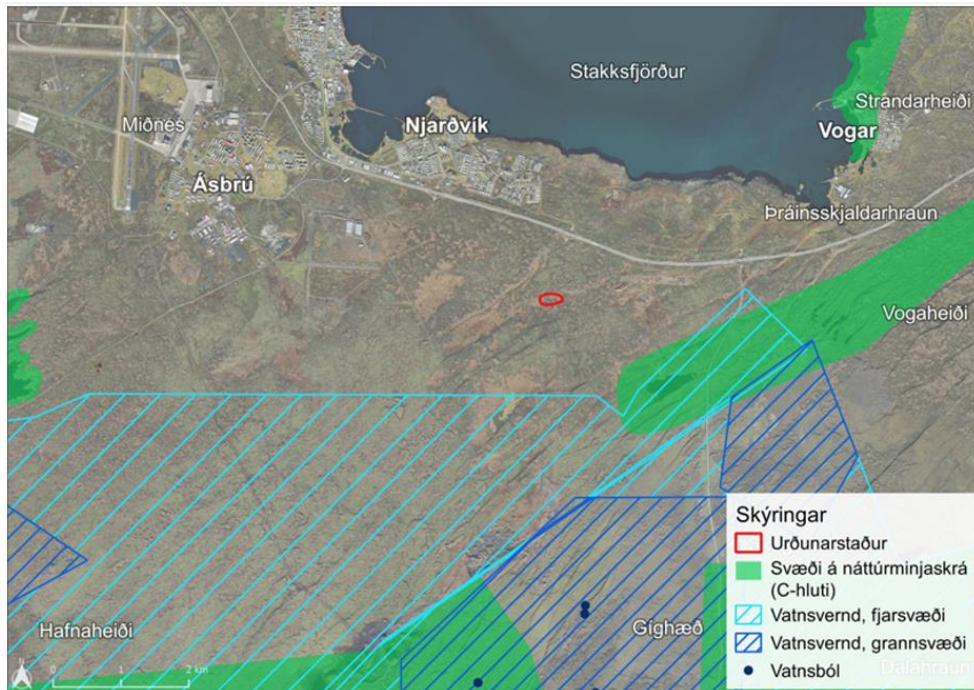 Stakksfjörður
Miðnes
Njarðvík
Strandarheiði
Vogar
Ásbrú
Þráinsskjaldarhraun
Vogaheiði
Skýringar
Urðunarstaður
Svæði á náttúrminjaskrá
(C-hluti)
Vatnsvernd, fjarsvæði
Vatnsvernd, grannsvæði
Vatnsból
Hafnaheiði
Gíghæð
Dalahraun
N
0 1 2 km